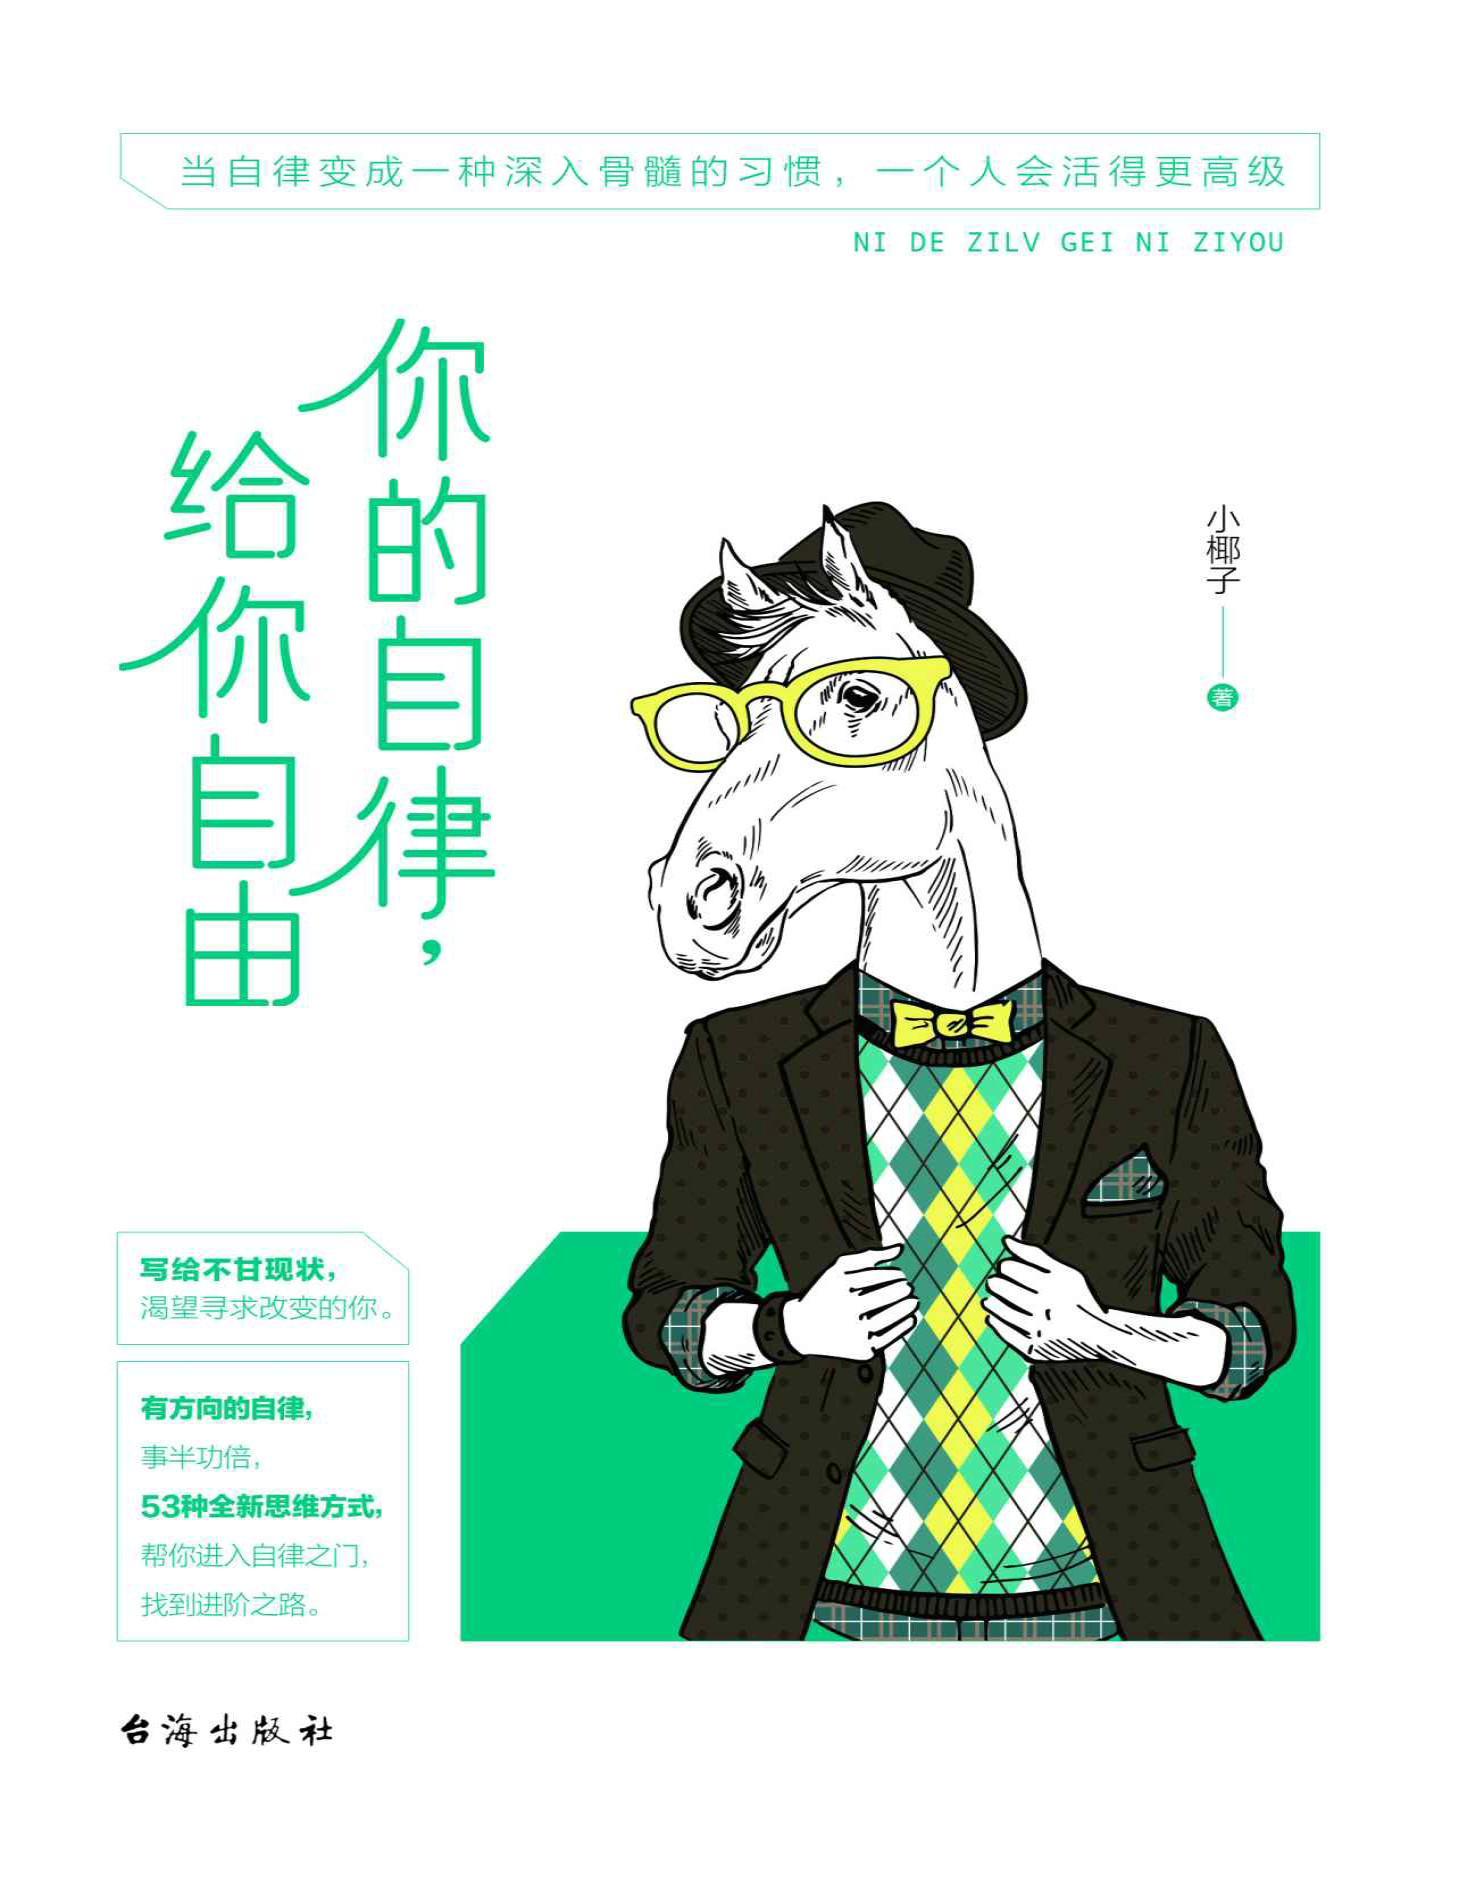 当自律变成一种深入骨髓的习惯，一个人会活得更高级
NI DE ZILV GEI NI ZIYOU
你的自律，
给你自由
小椰子
著
写给不甘现状，
渴望寻求改变的你。
有方向的自律，
事半功倍，
53种全新思维方式，
帮你进入自律之门，
找到进阶之路。
台海出版社